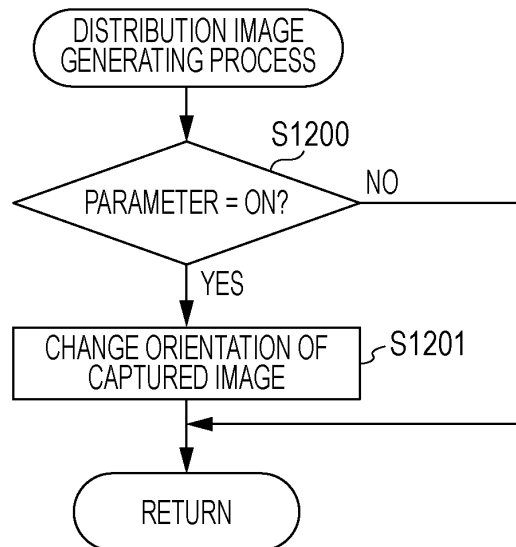 DISTRIBUTION IMAGE
GENERATING PROCESS
S1200
PARAMETER = ON?
NO
YES
CHANGE ORIENTATION OF
CAPTURED IMAGE
S1201
RETURN